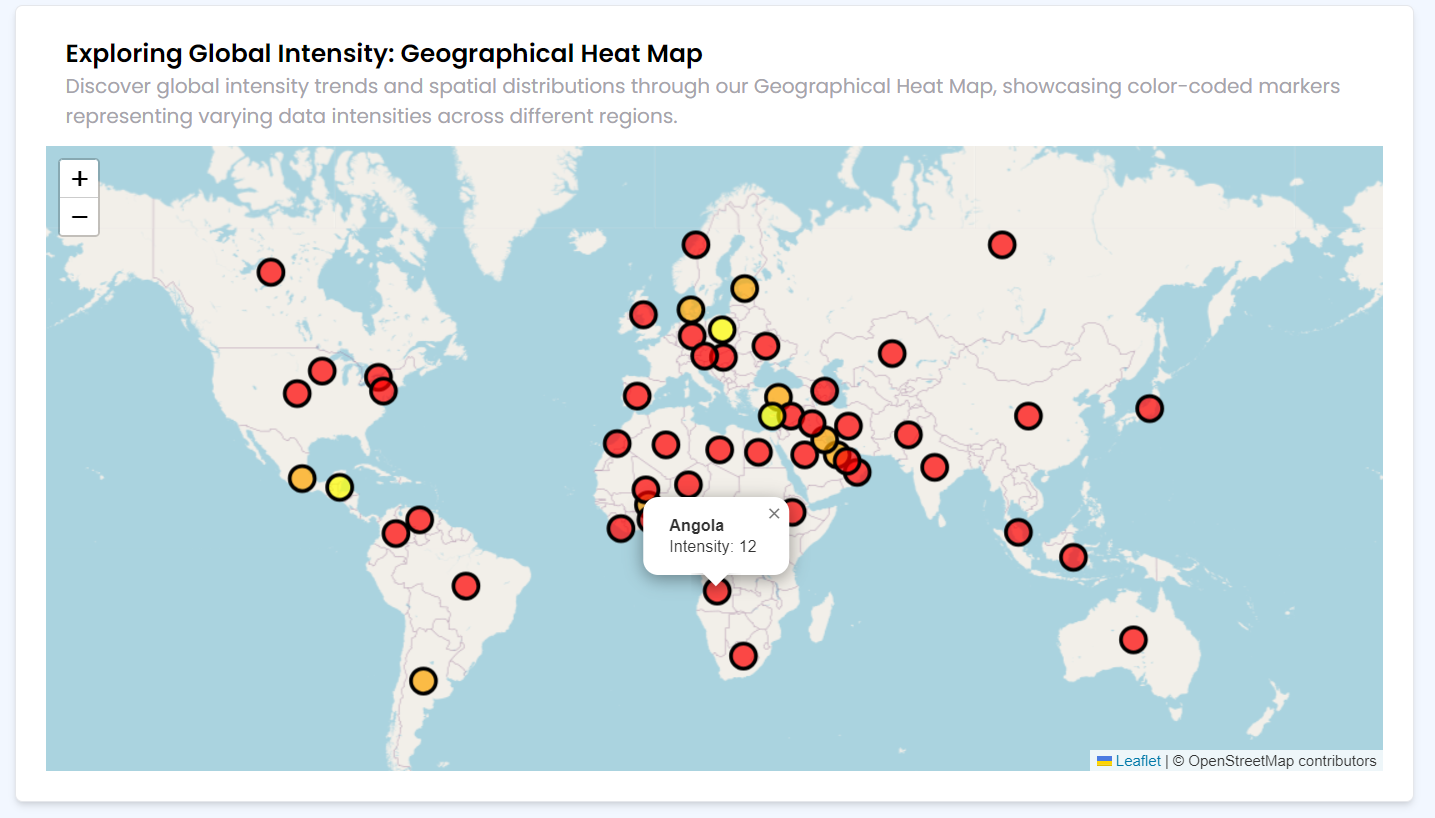 Exploring Global Intensity: Geographical Heat Map
Discover global intensity trends and spatial distributions through our Geographical Heat Map, showcasing color-coded markers
representing varying data intensities across different regions.
+
−
Angola
×
Intensity: 12
Leaflet | © OpenStreetMap contributors